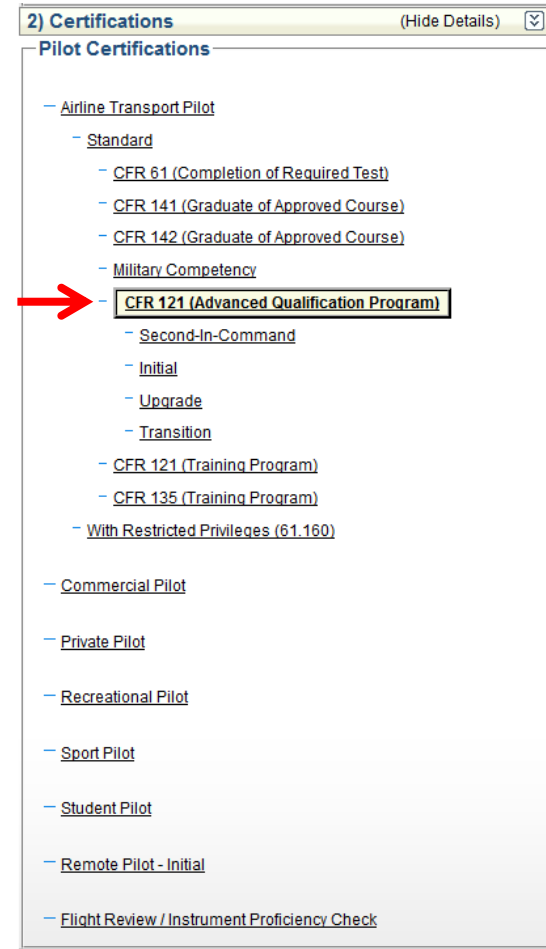 2) Certifications (Hide Details)
Pilot Certifications
Airline Transport Pilot
Standard
CFR 61 (Completion of Required Test)
CFR 141 (Graduate of Approved Course)
CFR 142 (Graduate of Approved Course)
Military Competency
CFR 121 (Advanced Qualification Program)
Second-In-Command
Initial
Upgrade
Transition
CFR 121 (Training Program)
CFR 135 (Training Program)
With Restricted Privileges (61.160)
Commercial Pilot
Private Pilot
Recreational Pilot
Sport Pilot
Student Pilot
Remote Pilot - Initial
Flight Review / Instrument Proficiency Check